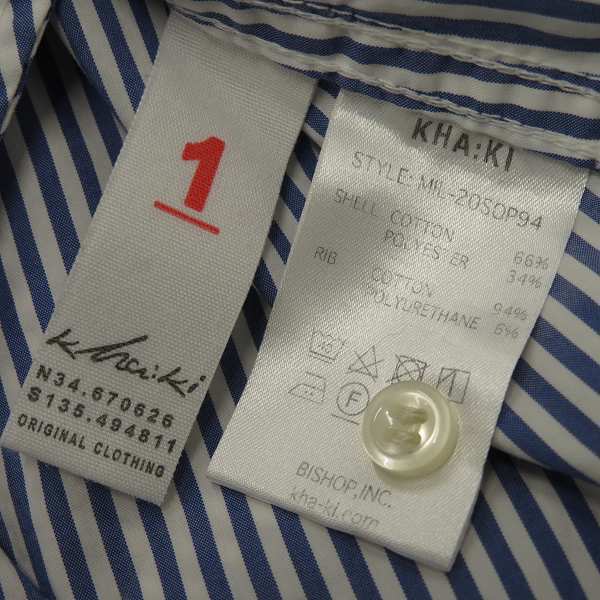 1
kha:ki
N34.670626
S135.494811
ORIGINAL CLOTHING
KHA:KI
STYLE: MIL-20SOP94
SHELL COTTON 66%
POLYESTER 34%
RIB COTTON 94%
POLYURETHANE 6%
F
BISHOP, INC.
kha-ki.com